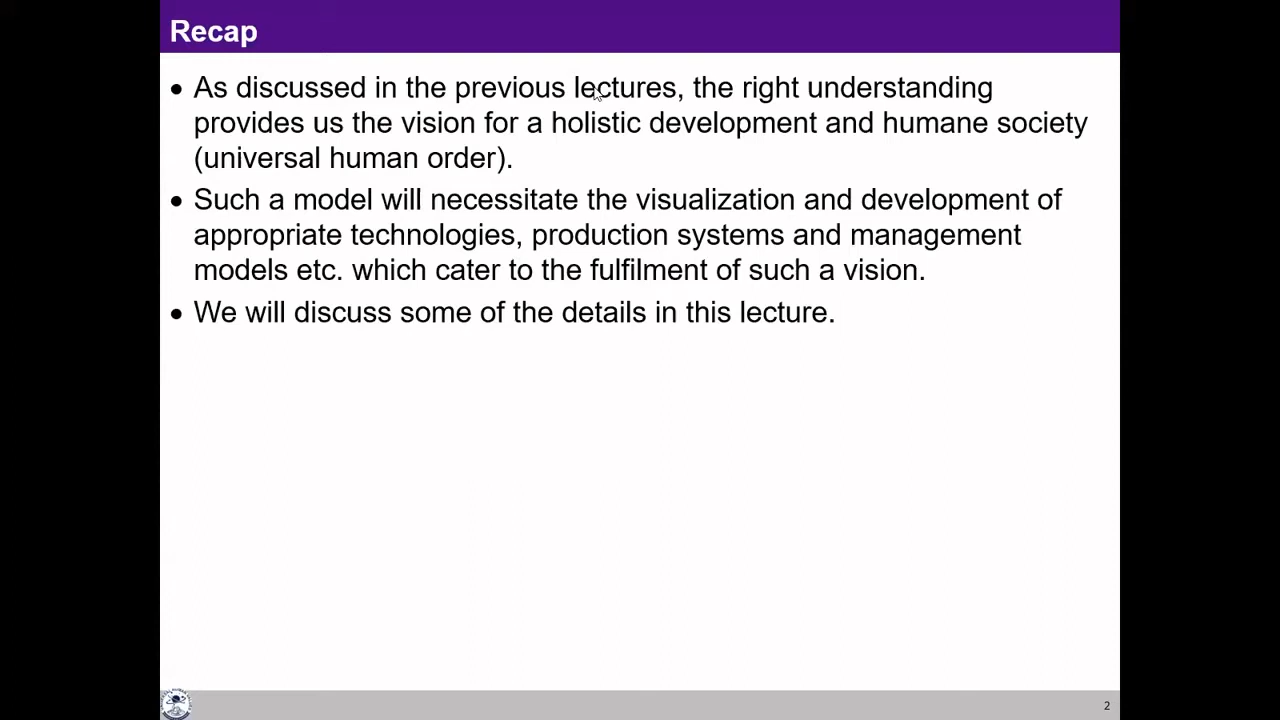 Recap
• As discussed in the previous lectures, the right understanding
provides us the vision for a holistic development and humane society
(universal human order).
• Such a model will necessitate the visualization and development of
appropriate technologies, production systems and management
models etc. which cater to the fulfilment of such a vision.
• We will discuss some of the details in this lecture.
2